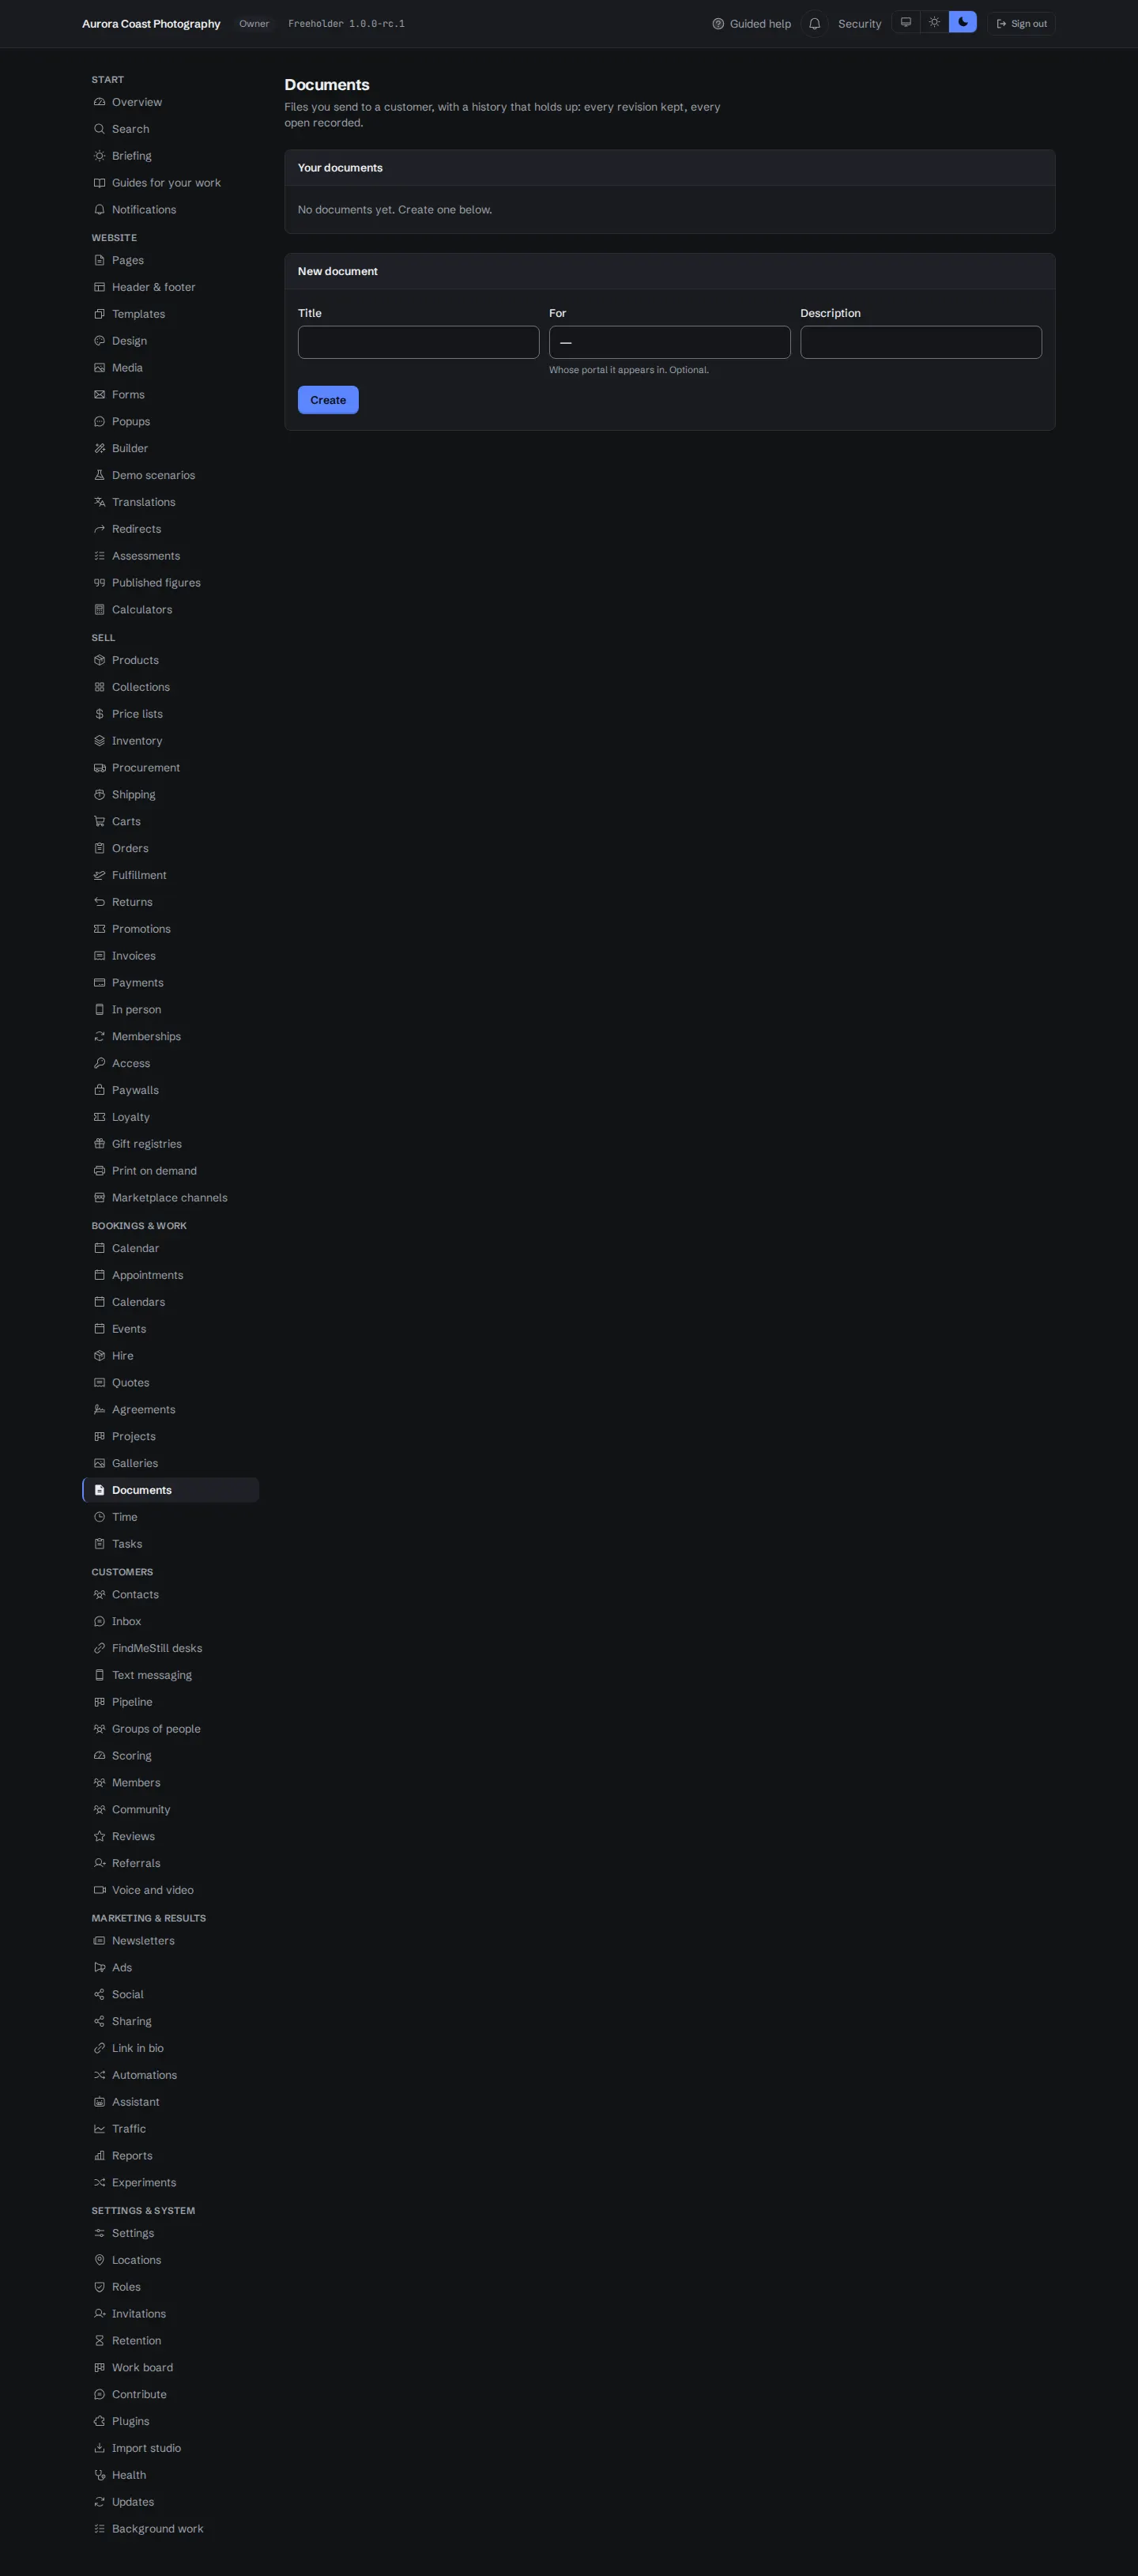 Aurora Coast Photography Owner Freeholder 1.0.0-rc.1 Guided help Security Sign out
START
Overview
Search
Briefing
Guides for your work
Notifications
WEBSITE
Pages
Header & footer
Templates
Design
Media
Forms
Popups
Builder
Demo scenarios
Translations
Redirects
Assessments
Published figures
Calculators
SELL
Products
Collections
Price lists
Inventory
Procurement
Shipping
Carts
Orders
Fulfillment
Returns
Promotions
Invoices
Payments
In person
Memberships
Access
Paywalls
Loyalty
Gift registries
Print on demand
Marketplace channels
BOOKINGS & WORK
Calendar
Appointments
Calendars
Events
Hire
Quotes
Agreements
Projects
Galleries
Documents
Time
Tasks
CUSTOMERS
Contacts
Inbox
FindMeStill desks
Text messaging
Pipeline
Groups of people
Scoring
Members
Community
Reviews
Referrals
Voice and video
MARKETING & RESULTS
Newsletters
Ads
Social
Sharing
Link in bio
Automations
Assistant
Traffic
Reports
Experiments
SETTINGS & SYSTEM
Settings
Locations
Roles
Invitations
Retention
Work board
Contribute
Plugins
Import studio
Health
Updates
Background work
Documents
Files you send to a customer, with a history that holds up: every revision kept, every
open recorded.
Your documents
No documents yet. Create one below.
New document
Title For Description
—
Whose portal it appears in. Optional.
Create